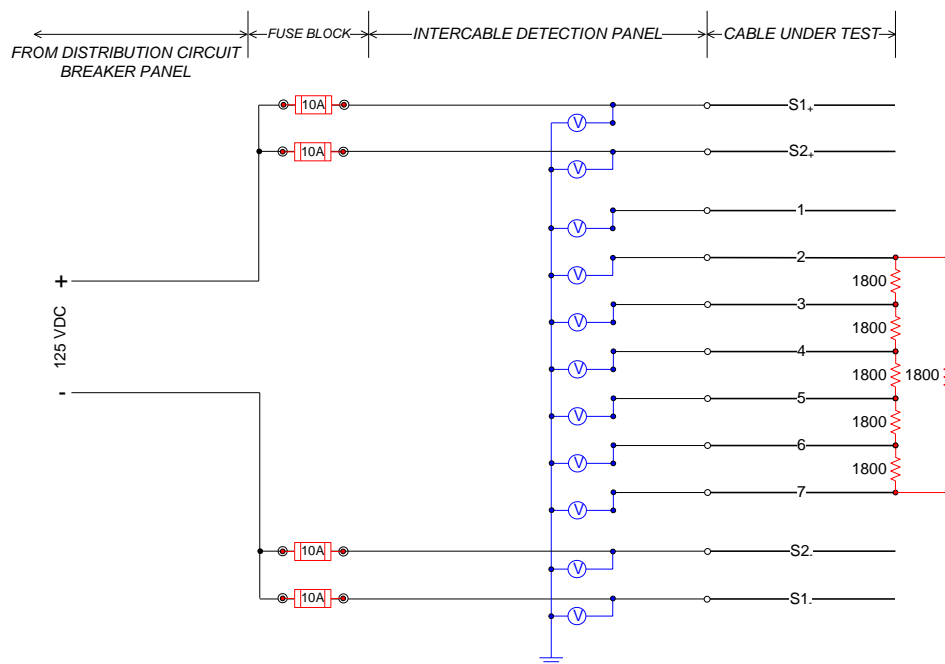 FROM DISTRIBUTION CIRCUIT
BREAKER PANEL
FUSE BLOCK
INTERCABLE DETECTION PANEL
CABLE UNDER TEST
10A
V
S1+
10A
V
S2+
V
1
V
2
1800
+
V
3
1800
125 VDC
V
4
1800
1800
-
V
5
1800
V
6
1800
V
7
10A
V
S2-
10A
V
S1-